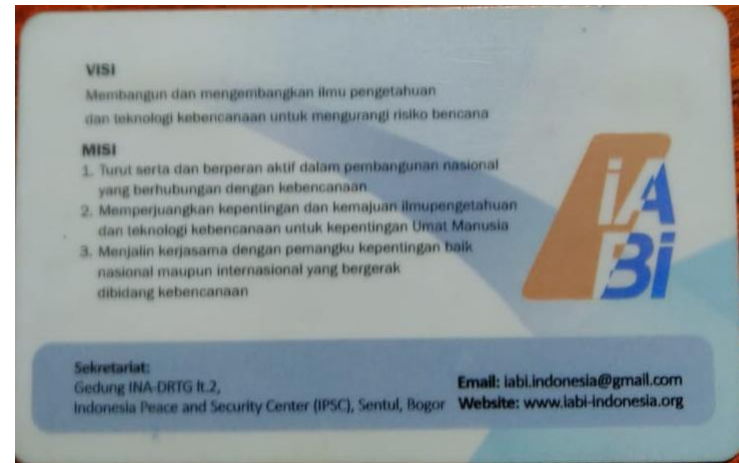 VISI
Membangun dan mengembangkan ilmu pengetahuan
dan teknologi kebencanaan untuk mengurangi risiko bencana
MISI
1. Turut serta dan berperan aktif dalam pembangunan nasional
yang berhubungan dengan kebencanaan
2. Memperjuangkan kepentingan dan kemajuan ilmupengetahuan
dan teknologi kebencanaan untuk kepentingan Umat Manusia
3. Menjalin kerjasama dengan pemangku kepentingan baik
nasional maupun internasional yang bergerak
dibidang kebencanaan
iA
Bi
Sekretariat:
Gedung INA-DRTG lt.2,
Indonesia Peace and Security Center (IPSC), Sentul, Bogor
Email: iabi.indonesia@gmail.com
Website: www.iabi-indonesia.org